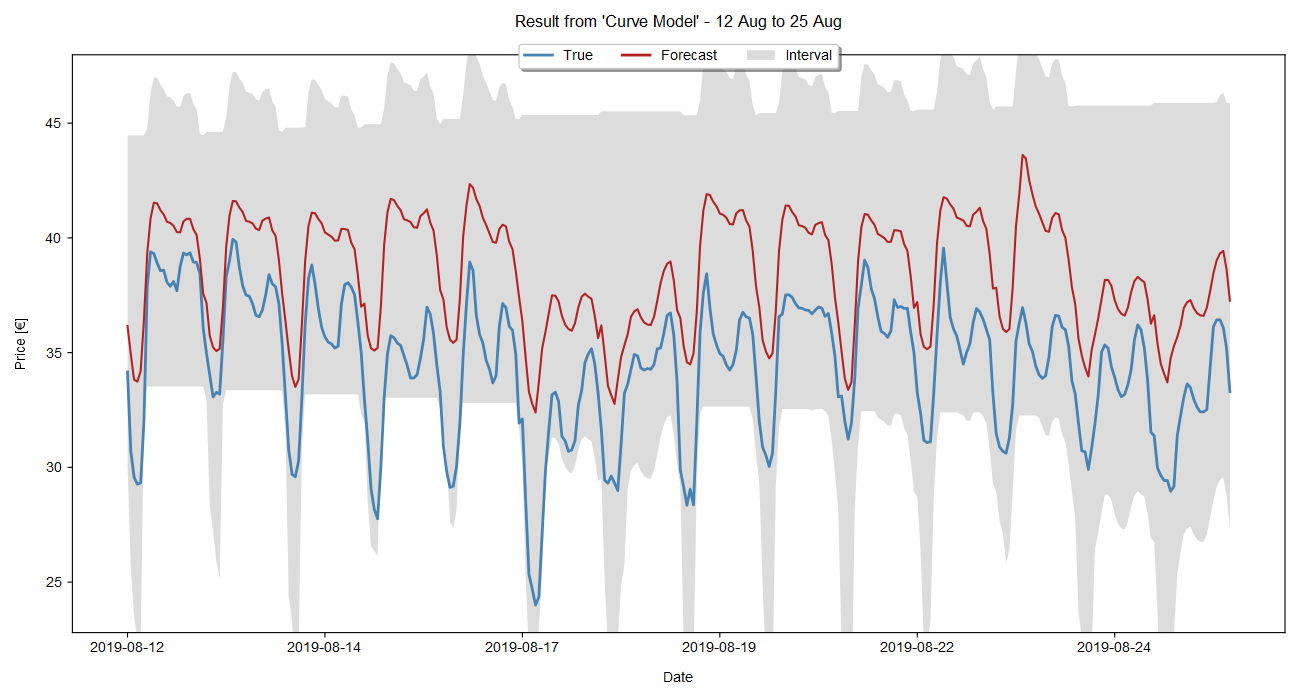 Result from 'Curve Model' - 12 Aug to 25 Aug
True Forecast Interval
45
40
35
30
25
Price [€]
2019-08-12 2019-08-14 2019-08-17 2019-08-19 2019-08-22 2019-08-24
Date